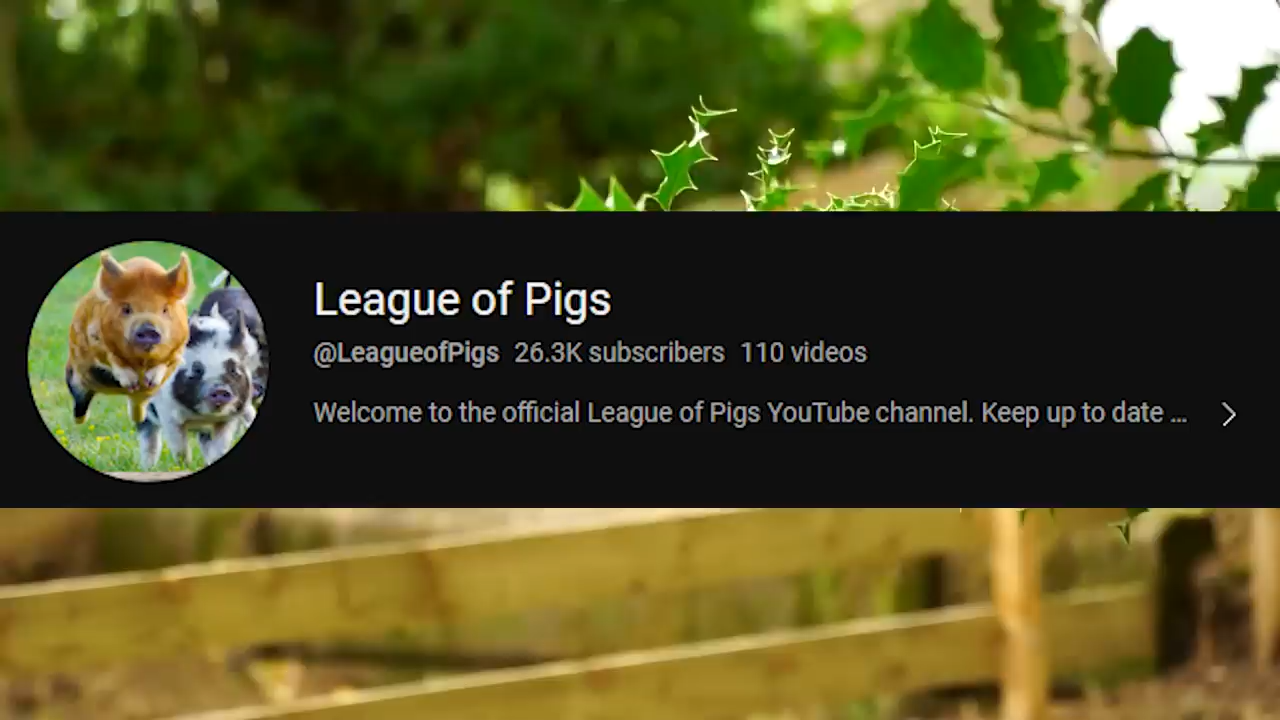 League of Pigs
@LeagueofPigs 26.3K subscribers 110 videos
Welcome to the official League of Pigs YouTube channel. Keep up to date ...